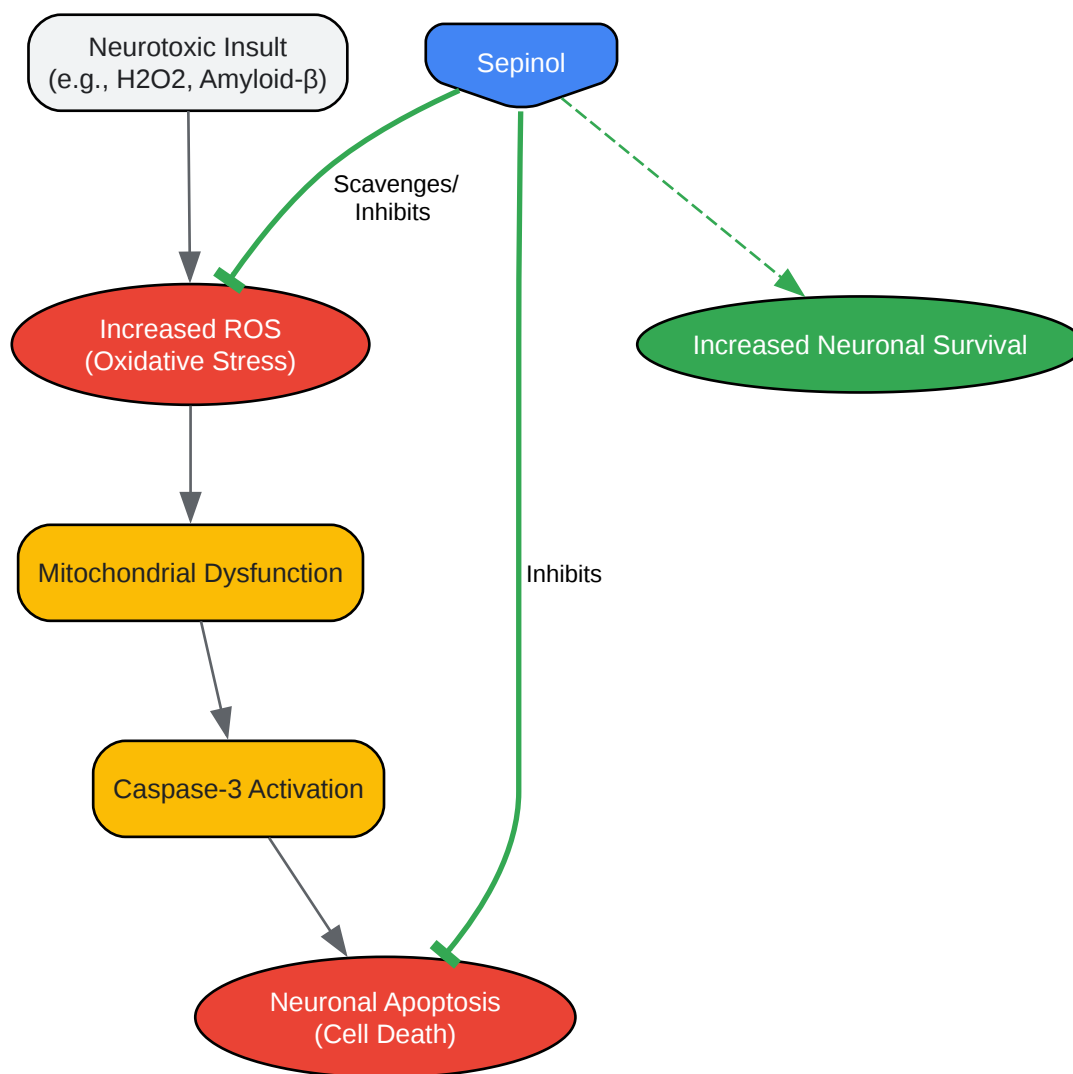 Neurotoxic Insult
(e.g., H2O2, Amyloid-β)
Sepinol
Scavenges/
Inhibits
Increased ROS
(Oxidative Stress)
Increased Neuronal Survival
Mitochondrial Dysfunction
Inhibits
Caspase-3 Activation
Neuronal Apoptosis
(Cell Death)